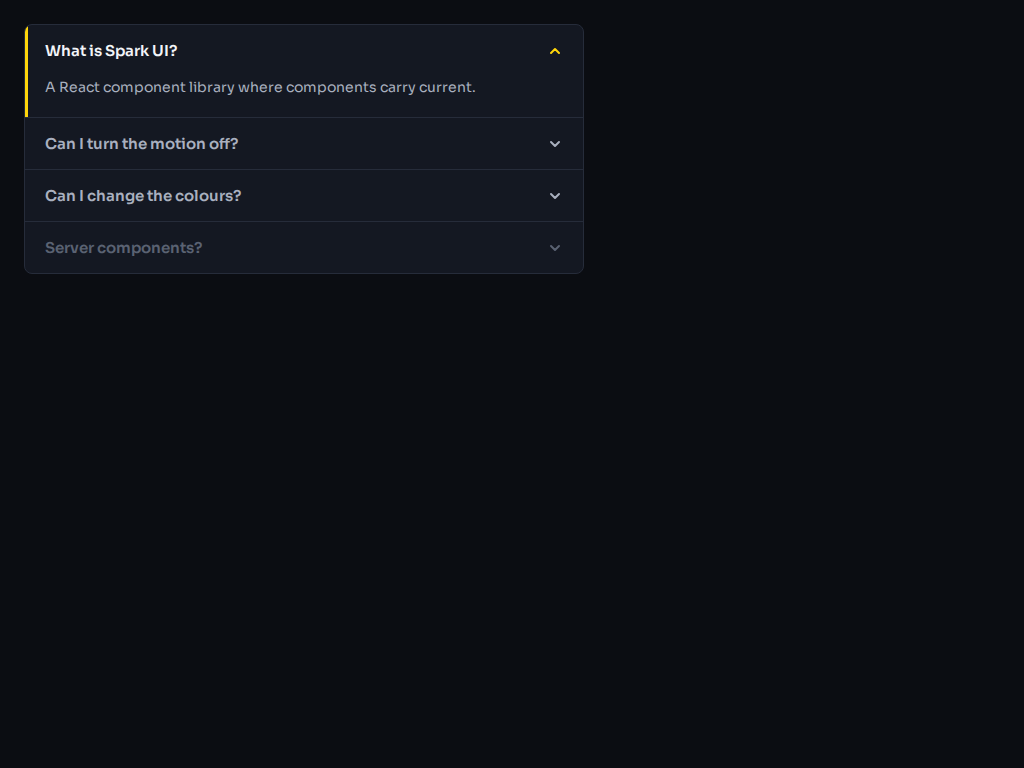 What is Spark UI?
A React component library where components carry current.
Can I turn the motion off?
Can I change the colours?
Server components?